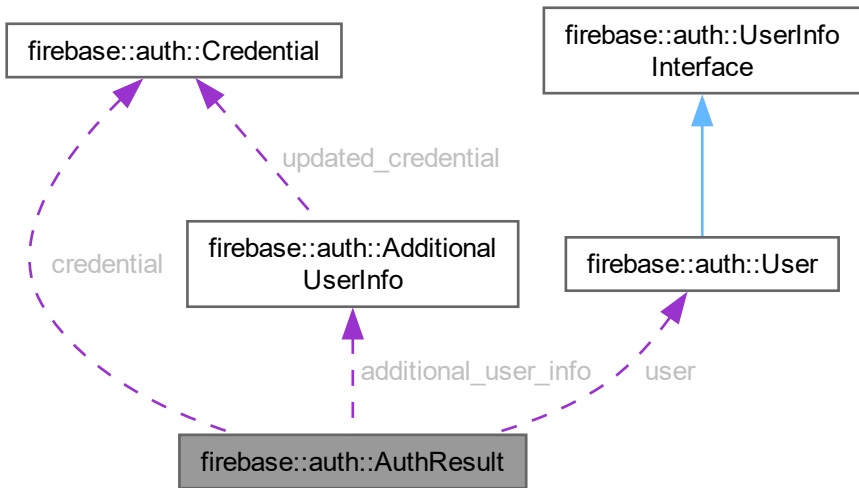 firebase::auth::Credential
firebase::auth::UserInfo
Interface
updated_credential
credential
firebase::auth::Additional
UserInfo
firebase::auth::User
additional_user_info
user
firebase::auth::AuthResult